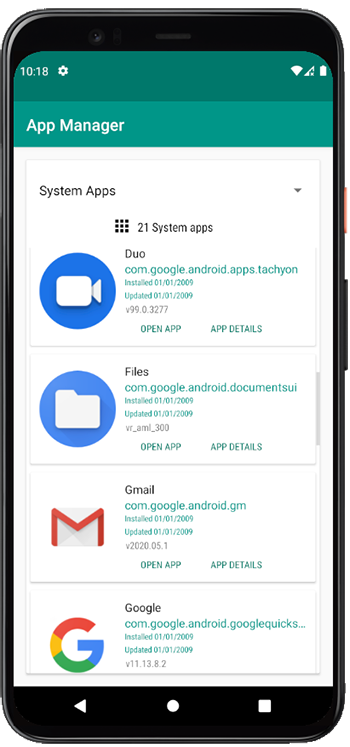 10:18
App Manager
System Apps
21 System apps
Duo
com.google.android.apps.tachyon
Installed 01/01/2009
Updated 01/01/2009
v99.0.3277
OPEN APP APP DETAILS
Files
com.google.android.documentsui
Installed 01/01/2009
Updated 01/01/2009
vr_aml_300
OPEN APP APP DETAILS
Gmail
com.google.android.gm
Installed 01/01/2009
Updated 01/01/2009
v2020.05.1
OPEN APP APP DETAILS
Google
com.google.android.googlequicks...
Installed 01/01/2009
Updated 01/01/2009
v11.13.8.2